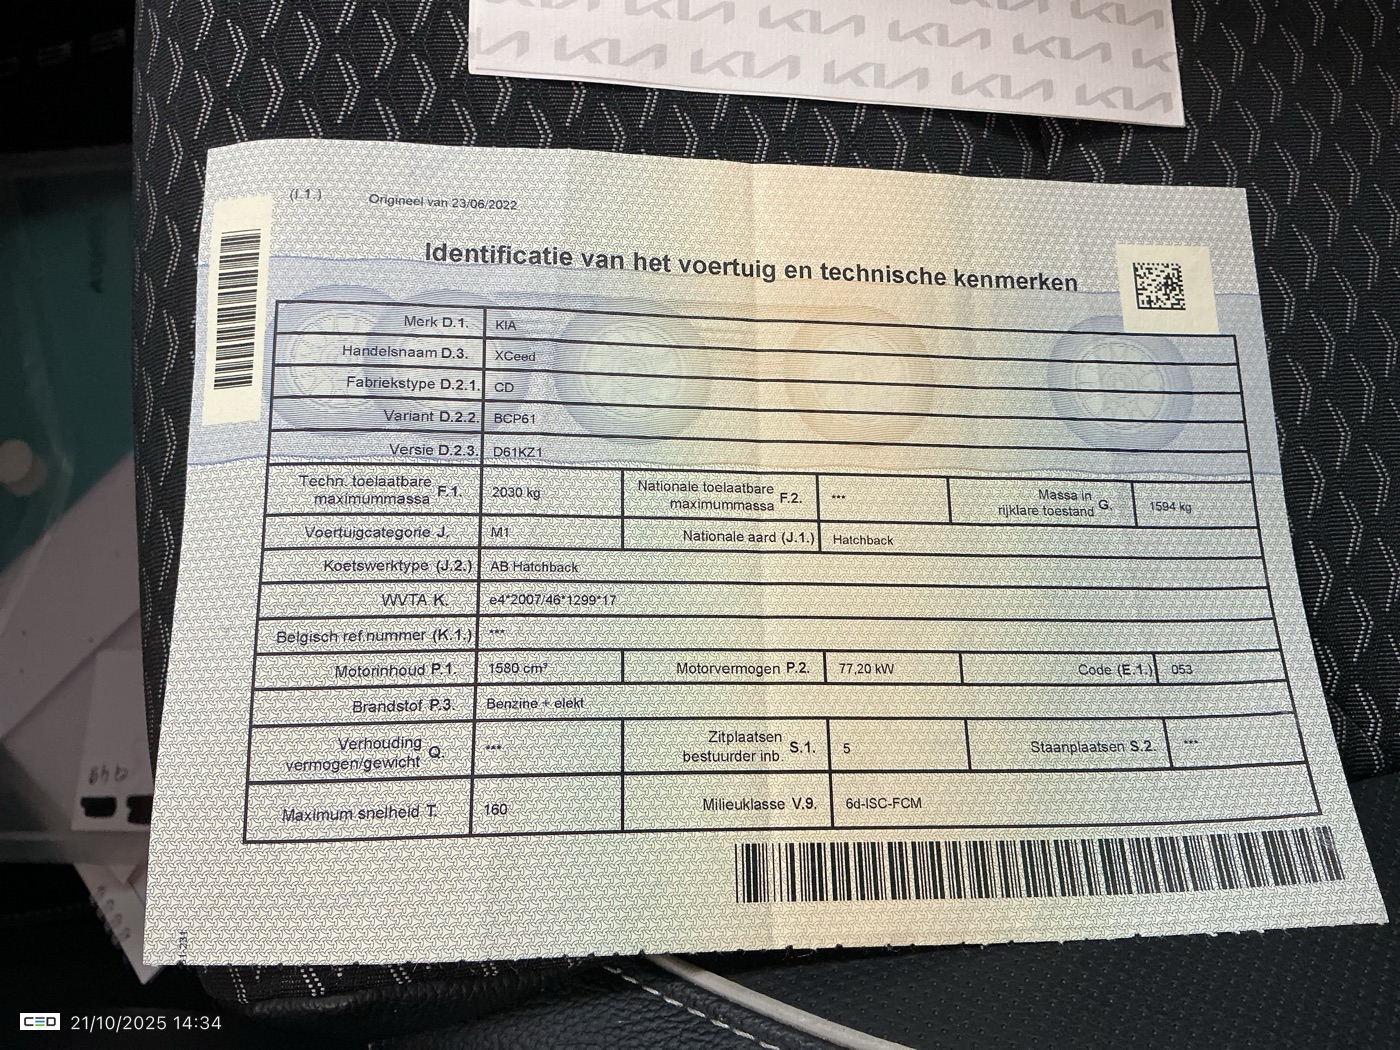 KIA KIA KIA KIA
KIA KIA KIA KIA
(I.1.) Origineel van 23/06/2022
Identificatie van het voertuig en technische kenmerken
Merk D.1. KIA
Handelsnaam D.3. XCeed
Fabriekstype D.2.1. CD
Variant D.2.2. BCP61
Versie D.2.3. D61KZ1
Techn. toelaatbare maximummassa F.1. 2030 kg Nationale toelaatbare maximummassa F.2. *** Massa in rijklare toestand G. 1594 kg
Voertuigcategorie J. M1 Nationale aard (J.1.) Hatchback
Koetswerktype (J.2.) AB Hatchback
WVTA K. e4*2007/46*1299*17
Belgisch ref.nummer (K.1.) ***
Motorinhoud P.1. 1580 cm³ Motorvermogen P.2. 77,20 kW Code (E.1.) 053
Brandstof P.3. Benzine + elekt
Verhouding vermogen/gewicht Q. *** Zitplaatsen bestuurder inb. S.1. 5 Staanplaatsen S.2. ***
Maximum snelheid T. 160 Milieuklasse V.9. 6d-ISC-FCM
CED 21/10/2025 14:34